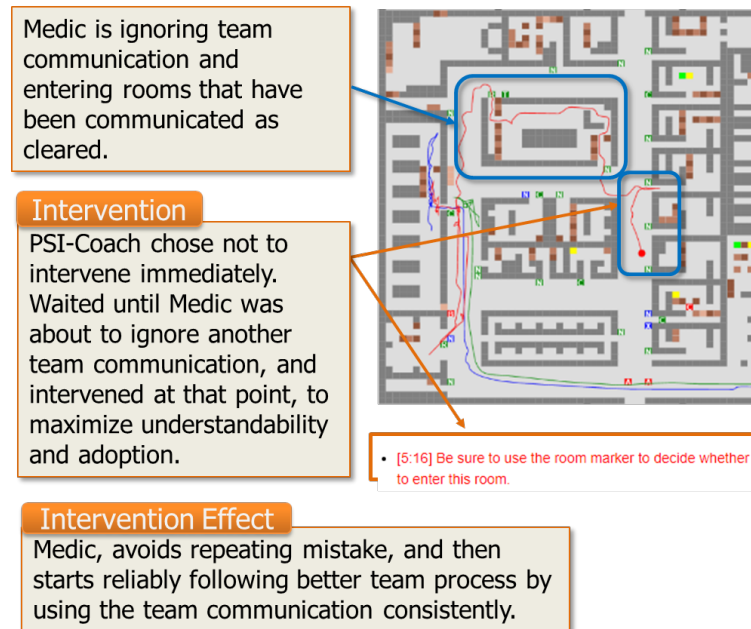 Medic is ignoring team
communication and
entering rooms that have
been communicated as
cleared.
Intervention
PSI-Coach chose not to
intervene immediately.
Waited until Medic was
about to ignore another
team communication, and
intervened at that point, to
maximize understandability
and adoption.
• [5:16] Be sure to use the room marker to decide whether
to enter this room.
Intervention Effect
Medic, avoids repeating mistake, and then
starts reliably following better team process by
using the team communication consistently.